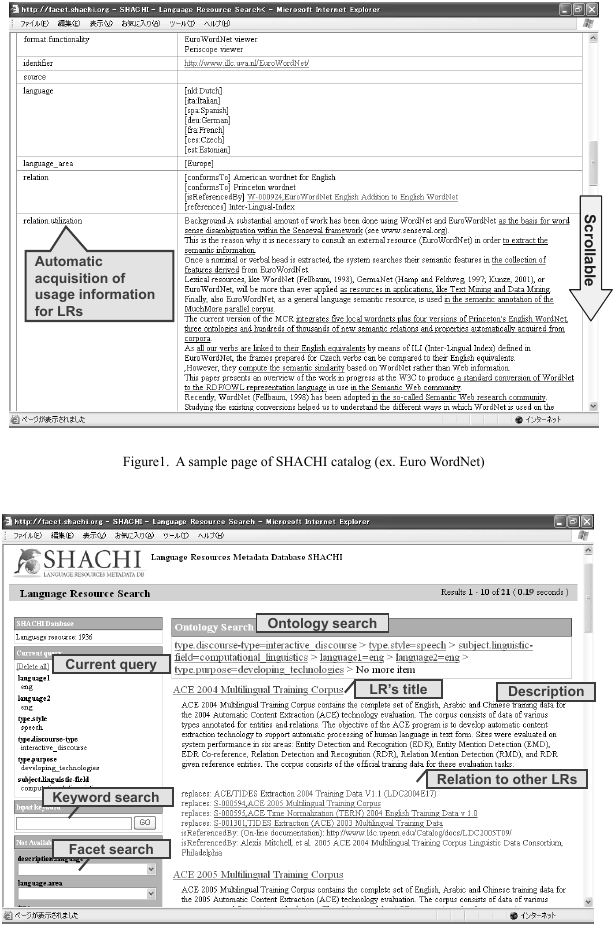 http://facet.shachi.org - SHACHI - Language Resource Search< - Microsoft Internet Explorer
ファイル(F) 編集(E) 表示(V) お気に入り(A) ツール(T) ヘルプ(H)
format functionality EuroWordNet viewer
Periscope viewer
identifier http://www.illc.uva.nl/EuroWordNet/
source
language [nld:Dutch]
[ita:Italian]
[spa:Spanish]
[deu:German]
[fra:French]
[ces:Czech]
[est:Estonian]
language_area [Europe]
relation [conformsTo] American wordnet for English
[conformsTo] Princeton wordnet
[isReferencedBy] W-000924,EuroWordNet English Addition to English WordNet
[references] Inter-Lingual-Index
relation utilization Background A substantial amount of work has been done using WordNet and EuroWordNet as the basis for word
sense disambiguation within the Senseval framework (see www.senseval.org).
This is the reason why it is necessary to consult an external resource (EuroWordNet) in order to extract the
semantic information.
Once a nominal or verbal head is extracted, the system searches their semantic features in the collection of
features derived from EuroWordNet.
Lexical resources, like WordNet (Fellbaum, 1998), GermaNet (Hamp and Feldweg, 1997; Kunze, 2001), or
EuroWordNet, will be more than ever applied as resources in applications, like Text Mining and Data Mining.
Finally, also EuroWordNet, as a general language semantic resource, is used in the semantic annotation of the
MuchMore parallel corpus.
The current version of the MCR integrates five local wordnets plus four versions of Princeton's English WordNet,
three ontologies and hundreds of thousands of new semantic relations and properties automatically acquired from
corpora.
As all our verbs are linked to their English equivalents by means of ILI (Inter-Lingual Index) defined in
EuroWordNet, the frames prepared for Czech verbs can be compared to their English equivalents.
,However, they compute the semantic similarity based on WordNet rather than Web information.
This paper presents an overview of the work in progress at the W3C to produce a standard conversion of WordNet
to the RDF/OWL representation language in use in the Semantic Web community.
Recently, WordNet (Fellbaum, 1998) has been adopted in the so-called Semantic Web research community.
Studying the existing conversions helped us to understand the different ways in which WordNet is used on the
Automatic
acquisition of
usage information
for LRs
Scrollable
ページが表示されました インターネット
Figure1. A sample page of SHACHI catalog (ex. Euro WordNet)
http://facet.shachi.org - SHACHI - Language Resource Search - Microsoft Internet Explorer
ファイル(F) 編集(E) 表示(V) お気に入り(A) ツール(T) ヘルプ(H)
SHACHI Language Resources Metadata Database SHACHI
LANGUAGE RESOURCES METADATA DB
Language Resource Search Results 1 - 10 of 21 ( 0.19 seconds )
SHACHI Database
Language resource: 1936
Current query
[Delete all]
Current query
language1
eng
language2
eng
type.style
speech
type.discourse-type
interactive_discourse
type.purpose
developing_technologies
subject.linguistic-field
Keyword search
Input keyword
GO
Facet search
language.area
Ontology Search
Ontology search
type.discourse-type=interactive_discourse > type.style=speech > subject.linguistic-
field=computational_linguistics > language1=eng > language2=eng >
type.purpose=developing_technologies > No more item
ACE 2004 Multilingual Training Corpus
LR's title
Description
ACE 2004 Multilingual Training Corpus contains the complete set of English, Arabic and Chinese training data for
the 2004 Automatic Content Extraction (ACE) technology evaluation. The corpus consists of data of various
types annotated for entities and relations. The objective of the ACE program is to develop automatic content
extraction technology to support automatic processing of human language in text form. Sites were evaluated on
system performance in six areas: Entity Detection and Recognition (EDR), Entity Mention Detection (EMD),
EDR Co-reference, Relation Detection and Recognition (RDR), Relation Mention Detection (RMD), and RDR
given reference entities. The corpus consists of the official training data for these evaluation tasks.
Relation to other LRs
replaces: ACE/TIDES Extraction 2004 Training Data V1.1 (LDC2004E17)
replaces: S-000594,ACE 2005 Multilingual Training Corpus
replaces: S-000595,ACE Time Normalization (TERN) 2004 English Training Data v 1.0
replaces: S-001301,TIDES Extraction (ACE) 2003 Multilingual Training Data
isReferencedBy: (On-line documentation): http://www.ldc.upenn.edu/Catalog/docs/LDC2005T09/
isReferencedBy: Alexis Mitchell, et al. 2005 ACE 2004 Multilingual Training Corpus Linguistic Data Consortium,
Philadelphia
ACE 2005 Multilingual Training Corpus
ACE 2005 Multilingual Training Corpus contains the complete set of English, Arabic and Chinese training data for
the 2005 Automatic Content Extraction (ACE) technology evaluation. The corpus consists of data of various
ページが表示されました インターネット